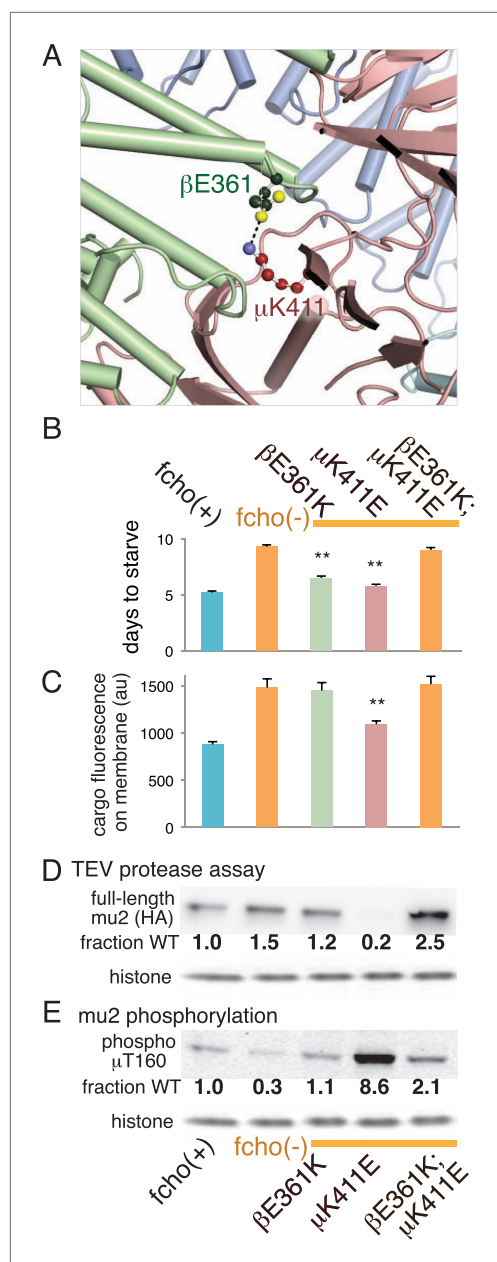 A
βE361
μK411
B
fcho(+)
fcho(-)
βE361K
μK411E
βE361K;
μK411E
days to starve
10
5
0
**
**
C
cargo fluorescence
on membrane (au)
1500
1000
500
0
**
D TEV protease assay
full-length
mu2 (HA)
fraction WT 1.0 1.5 1.2 0.2 2.5
histone
E mu2 phosphorylation
phospho
μT160
fraction WT 1.0 0.3 1.1 8.6 2.1
histone
fcho(+)
fcho(-)
βE361K
μK411E
βE361K;
μK411E